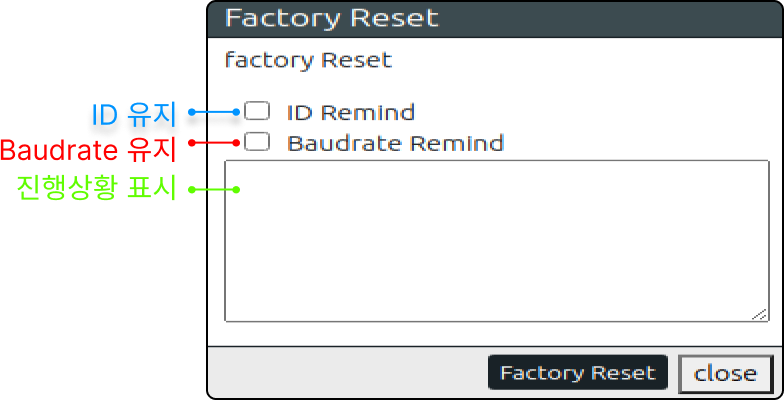 Factory Reset
factory Reset
ID 유지
ID Remind
Baudrate 유지
Baudrate Remind
진행상황 표시
Factory Reset
close